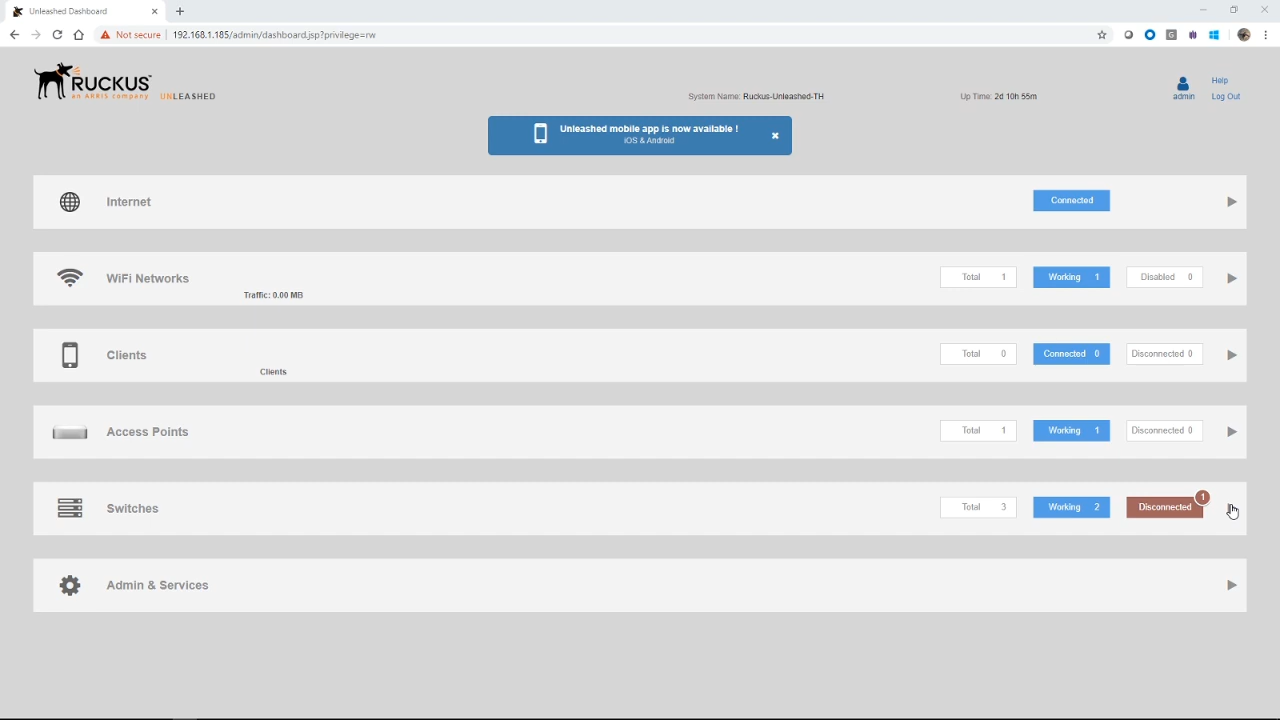 Unleashed Dashboard
Not secure 192.168.1.185/admin/dashboard.jsp?privilege=rw
RUCKUS
an ARRIS company UNLEASHED
System Name: Ruckus-Unleashed-TH
Up Time: 2d 10h 55m
admin
Help
Log Out
Unleashed mobile app is now available !
iOS & Android
Internet
Connected
WiFi Networks
Traffic: 0.00 MB
Total 1
Working 1
Disabled 0
Clients
Clients
Total 0
Connected 0
Disconnected 0
Access Points
Total 1
Working 1
Disconnected 0
Switches
Total 3
Working 2
Disconnected 1
Admin & Services